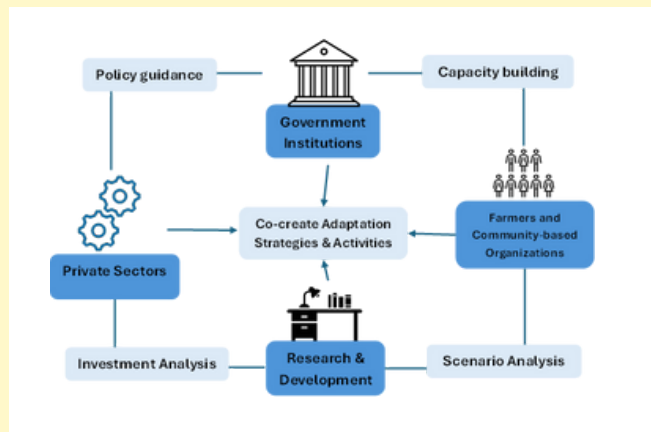 Policy guidance
Capacity building
Government
Institutions
Co-create Adaptation
Strategies & Activities
Farmers and
Community-based
Organizations
Private Sectors
Investment Analysis
Research &
Development
Scenario Analysis